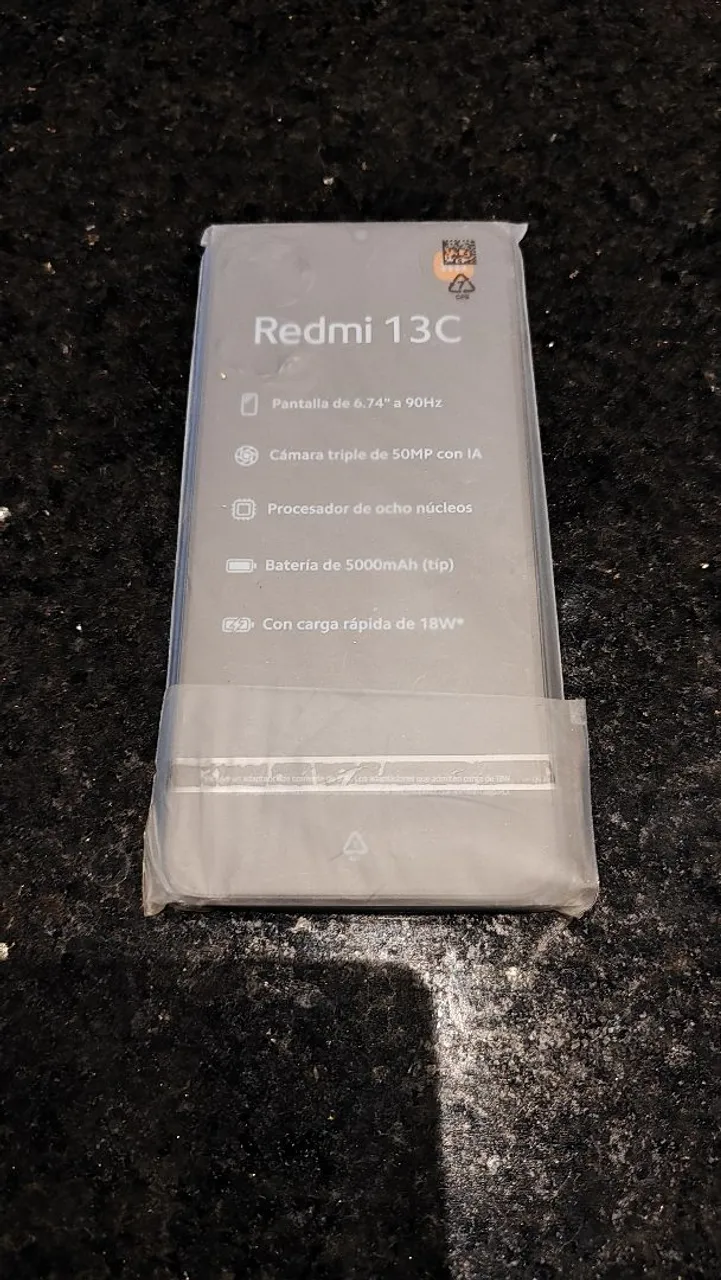 Redmi 13C
Pantalla de 6.74" a 90Hz
Cámara triple de 50MP con IA
Procesador de ocho núcleos
Batería de 5000mAh (típ)
Con carga rápida de 18W*